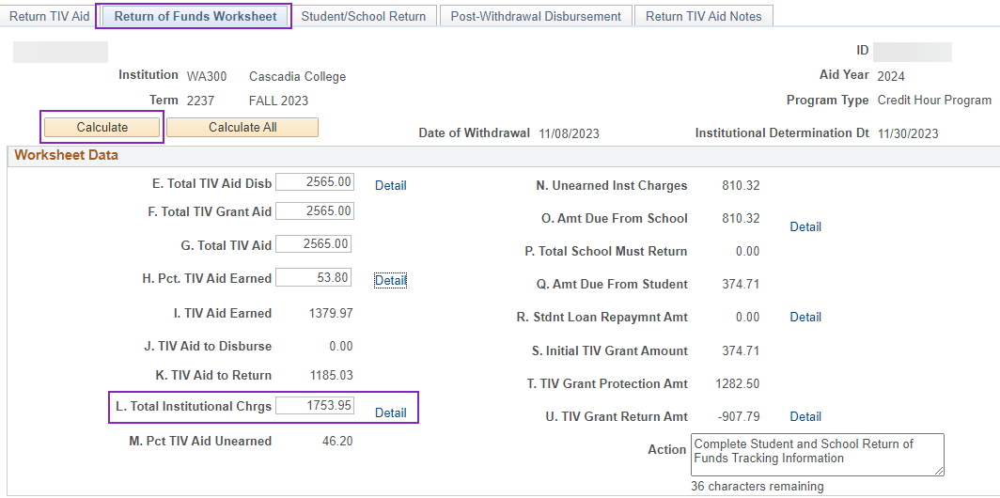 Return TIV Aid
Return of Funds Worksheet
Student/School Return
Post-Withdrawal Disbursement
Return TIV Aid Notes
ID
Institution WA300 Cascadia College
Aid Year 2024
Term 2237 FALL 2023
Program Type Credit Hour Program
Calculate
Calculate All
Date of Withdrawal 11/08/2023
Institutional Determination Dt 11/30/2023
Worksheet Data
E. Total TIV Aid Disb 2565.00 Detail
F. Total TIV Grant Aid 2565.00
G. Total TIV Aid 2565.00
H. Pct. TIV Aid Earned 53.80 Detail
I. TIV Aid Earned 1379.97
J. TIV Aid to Disburse 0.00
K. TIV Aid to Return 1185.03
L. Total Institutional Chrgs 1753.95 Detail
M. Pct TIV Aid Unearned 46.20
N. Unearned Inst Charges 810.32
O. Amt Due From School 810.32 Detail
P. Total School Must Return 0.00
Q. Amt Due From Student 374.71
R. Stdnt Loan Repaymnt Amt 0.00 Detail
S. Initial TIV Grant Amount 374.71
T. TIV Grant Protection Amt 1282.50
U. TIV Grant Return Amt -907.79 Detail
Action Complete Student and School Return of
Funds Tracking Information
36 characters remaining